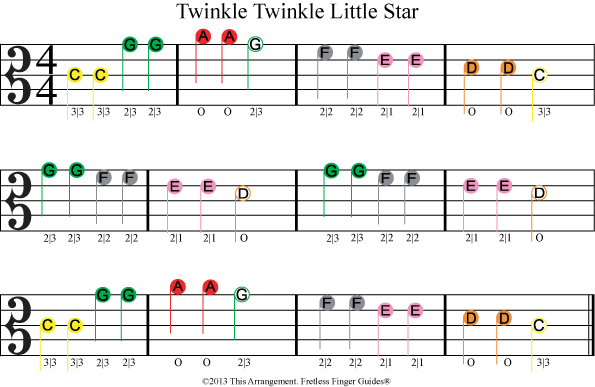 Twinkle Twinkle Little Star
4 C C G G A A G F F E E D D C
4
3|3 3|3 2|3 2|3 O O 2|3 2|2 2|2 2|1 2|1 O O 3|3
G G F F E E D G G F F E E D
2|3 2|3 2|2 2|2 2|1 2|1 O 2|3 2|3 2|2 2|2 2|1 2|1 O
C C G G A A G F F E E D D C
3|3 3|3 2|3 2|3 O O 2|3 2|2 2|2 2|1 2|1 O O 3|3
©2013 This Arrangement. Fretless Finger Guides®